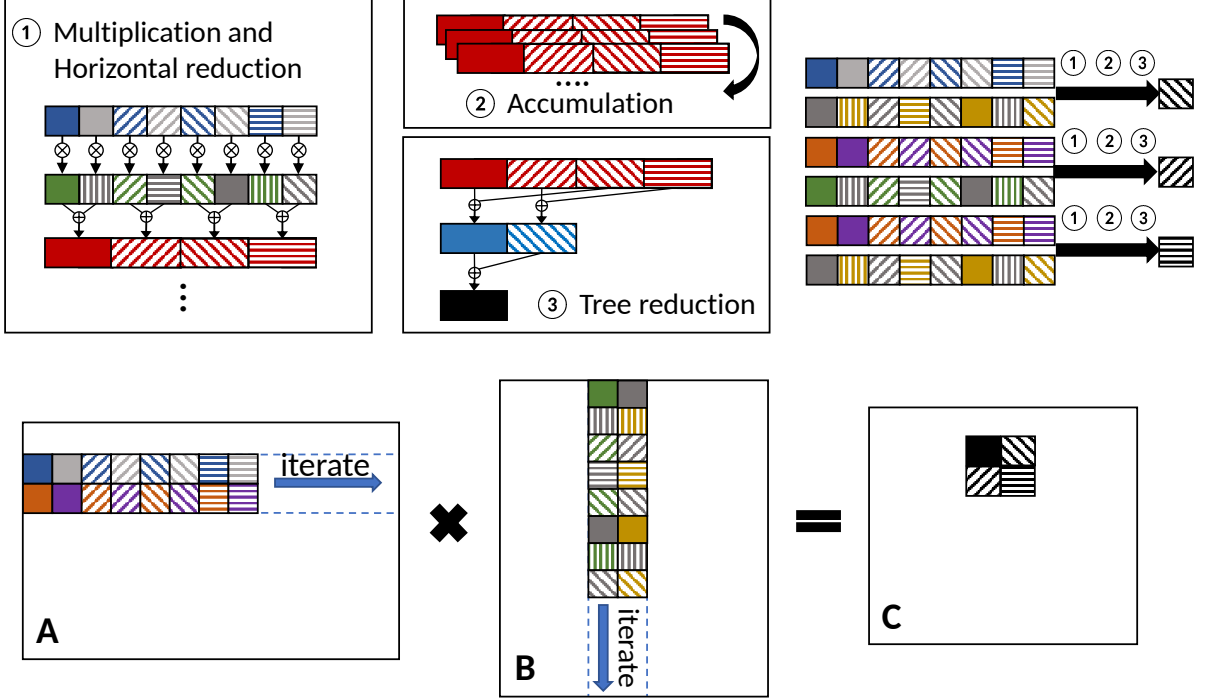 1 Multiplication and
Horizontal reduction
2 Accumulation
3 Tree reduction
1 2 3
1 2 3
1 2 3
iterate
A
iterate
B
C